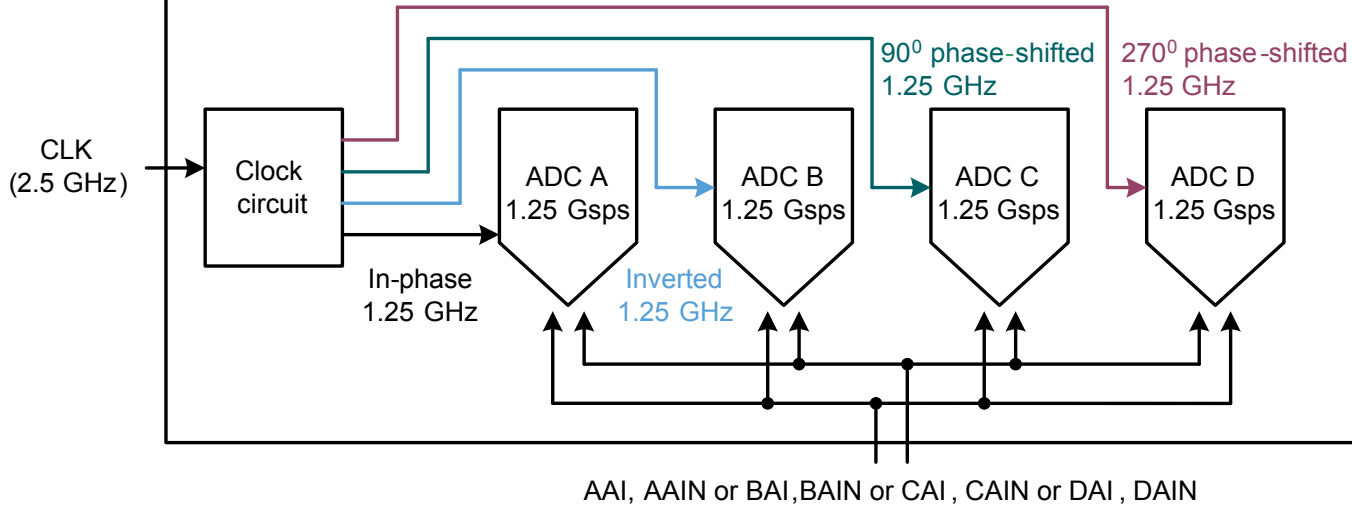 90⁰ phase-shifted
1.25 GHz
270⁰ phase-shifted
1.25 GHz
CLK
(2.5 GHz)
Clock
circuit
ADC A
1.25 Gsps
ADC B
1.25 Gsps
ADC C
1.25 Gsps
ADC D
1.25 Gsps
In-phase
1.25 GHz
Inverted
1.25 GHz
AAI, AAIN or BAI,BAIN or CAI , CAIN or DAI , DAIN